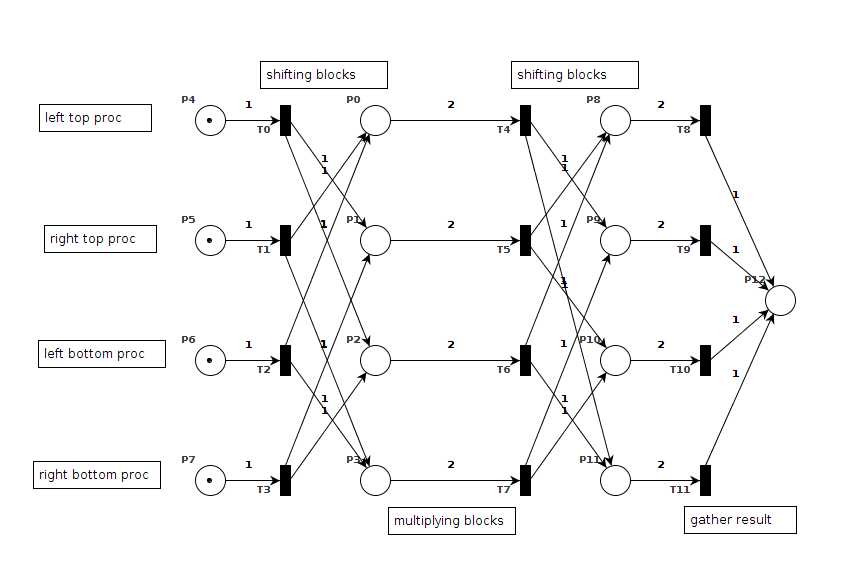 shifting blocks
shifting blocks
P4 1 P0 2 P8 2
left top proc
T0 T4 T8
1 1
1 1
1
P5 1 P1 1 2 P9 1 2
right top proc
T1 T5 T9 1
1 P12
1
1
P6 1 P2 1 2 P10 1 2
left bottom proc
T2 T6 T10
1
1 1
1 1
P7 1 P3 2 P11 2
right bottom proc
T3 T7 T11
multiplying blocks
gather result